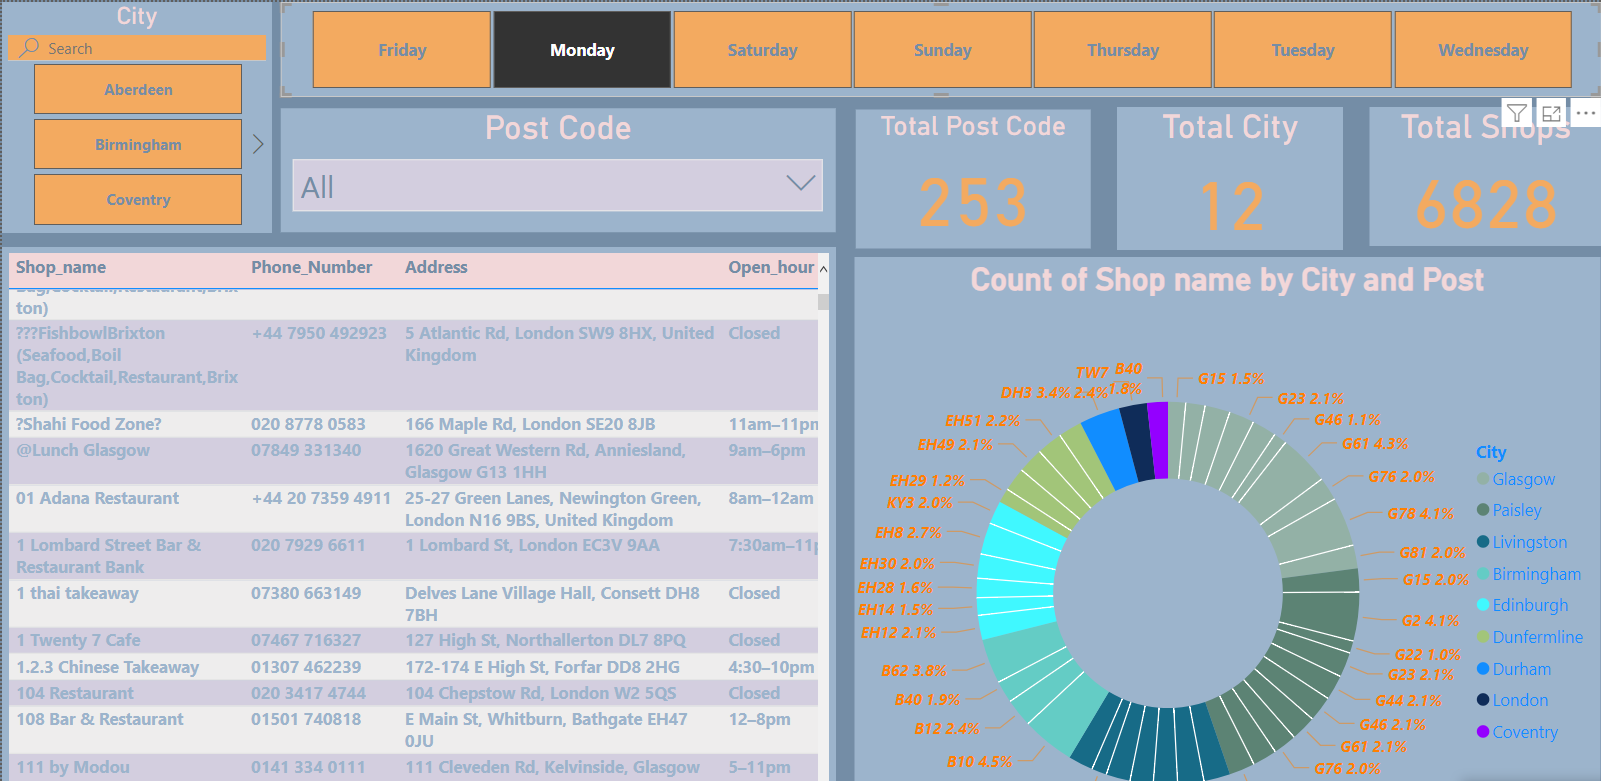 City
Search
Aberdeen
Birmingham
Coventry
Friday
Monday
Saturday
Sunday
Thursday
Tuesday
Wednesday
Post Code
All
Total Post Code
253
Total City
12
Total Shops
6828
Shop_name Phone_Number Address Open_hour
ton)
???FishbowlBrixton +44 7950 492923 5 Atlantic Rd, London SW9 8HX, United Closed
(Seafood,Boil Kingdom
Bag,Cocktail,Restaurant,Brix
ton)
?Shahi Food Zone? 020 8778 0583 166 Maple Rd, London SE20 8JB 11am–11pm
@Lunch Glasgow 07849 331340 1620 Great Western Rd, Anniesland, 9am–6pm
Glasgow G13 1HH
01 Adana Restaurant +44 20 7359 4911 25-27 Green Lanes, Newington Green, 8am–12am
London N16 9BS, United Kingdom
1 Lombard Street Bar & 020 7929 6611 1 Lombard St, London EC3V 9AA 7:30am–11p
Restaurant Bank
1 thai takeaway 07380 663149 Delves Lane Village Hall, Consett DH8 Closed
7BH
1 Twenty 7 Cafe 07467 716327 127 High St, Northallerton DL7 8PQ Closed
1.2.3 Chinese Takeaway 01307 462239 172-174 E High St, Forfar DD8 2HG 4:30–10pm
104 Restaurant 020 3417 4744 104 Chepstow Rd, London W2 5QS Closed
108 Bar & Restaurant 01501 740818 E Main St, Whitburn, Bathgate EH47 12–8pm
0JU
111 by Modou 0141 334 0111 111 Cleveden Rd, Kelvinside, Glasgow 5–11pm
Count of Shop name by City and Post
TW7 2.4%
B40 1.8%
DH3 3.4%
EH51 2.2%
EH49 2.1%
EH29 1.2%
KY3 2.0%
EH8 2.7%
EH30 2.0%
EH28 1.6%
EH14 1.5%
EH12 2.1%
B62 3.8%
B40 1.9%
B12 2.4%
B10 4.5%
G15 1.5%
G23 2.1%
G46 1.1%
G61 4.3%
G76 2.0%
G78 4.1%
G81 2.0%
G15 2.0%
G2 4.1%
G22 1.0%
G23 2.1%
G44 2.1%
G46 2.1%
G61 2.1%
G76 2.0%
City
Glasgow
Paisley
Livingston
Birmingham
Edinburgh
Dunfermline
Durham
London
Coventry